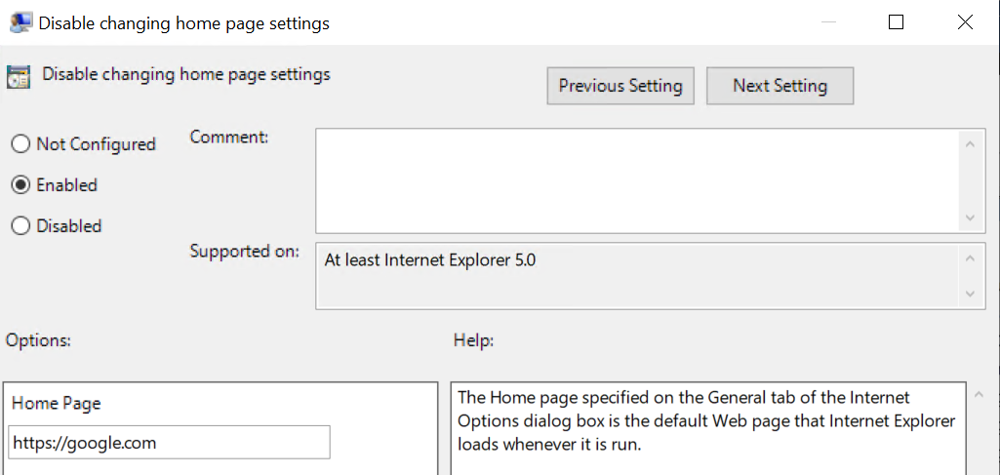 Disable changing home page settings
Disable changing home page settings
Previous Setting
Next Setting
Not Configured
Enabled
Disabled
Comment:
Supported on:
At least Internet Explorer 5.0
Options:
Help:
Home Page
https://google.com
The Home page specified on the General tab of the Internet
Options dialog box is the default Web page that Internet Explorer
loads whenever it is run.